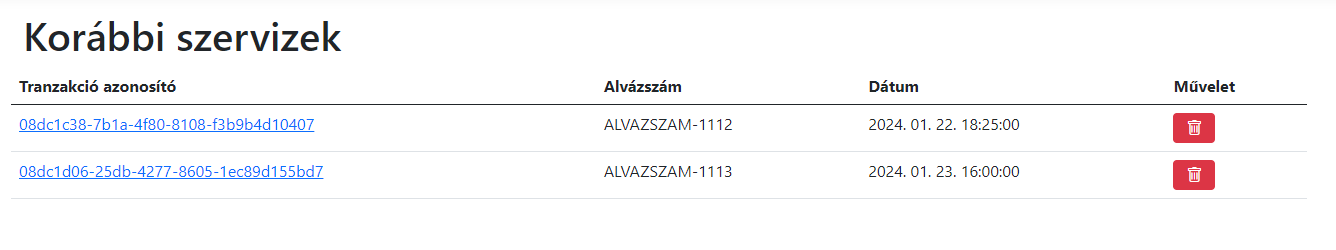 Korábbi szervizek
Tranzakció azonosító Alvázszám Dátum Művelet
08dc1c38-7b1a-4f80-8108-f3b9b4d10407 ALVAZSZAM-1112 2024. 01. 22. 18:25:00
08dc1d06-25db-4277-8605-1ec89d155bd7 ALVAZSZAM-1113 2024. 01. 23. 16:00:00